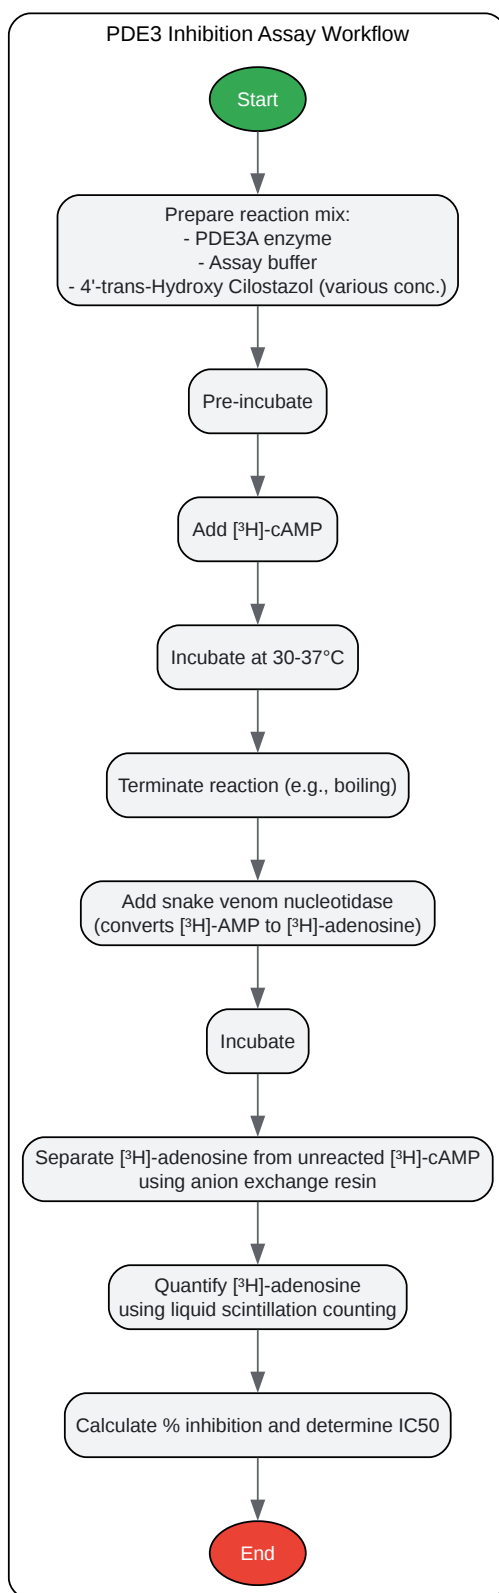 PDE3 Inhibition Assay Workflow
Start
Prepare reaction mix:
- PDE3A enzyme
- Assay buffer
- 4'-trans-Hydroxy Cilostazol (various conc.)
Pre-incubate
Add [³H]-cAMP
Incubate at 30-37°C
Terminate reaction (e.g., boiling)
Add snake venom nucleotidase
(converts [³H]-AMP to [³H]-adenosine)
Incubate
Separate [³H]-adenosine from unreacted [³H]-cAMP
using anion exchange resin
Quantify [³H]-adenosine
using liquid scintillation counting
Calculate % inhibition and determine IC50
End